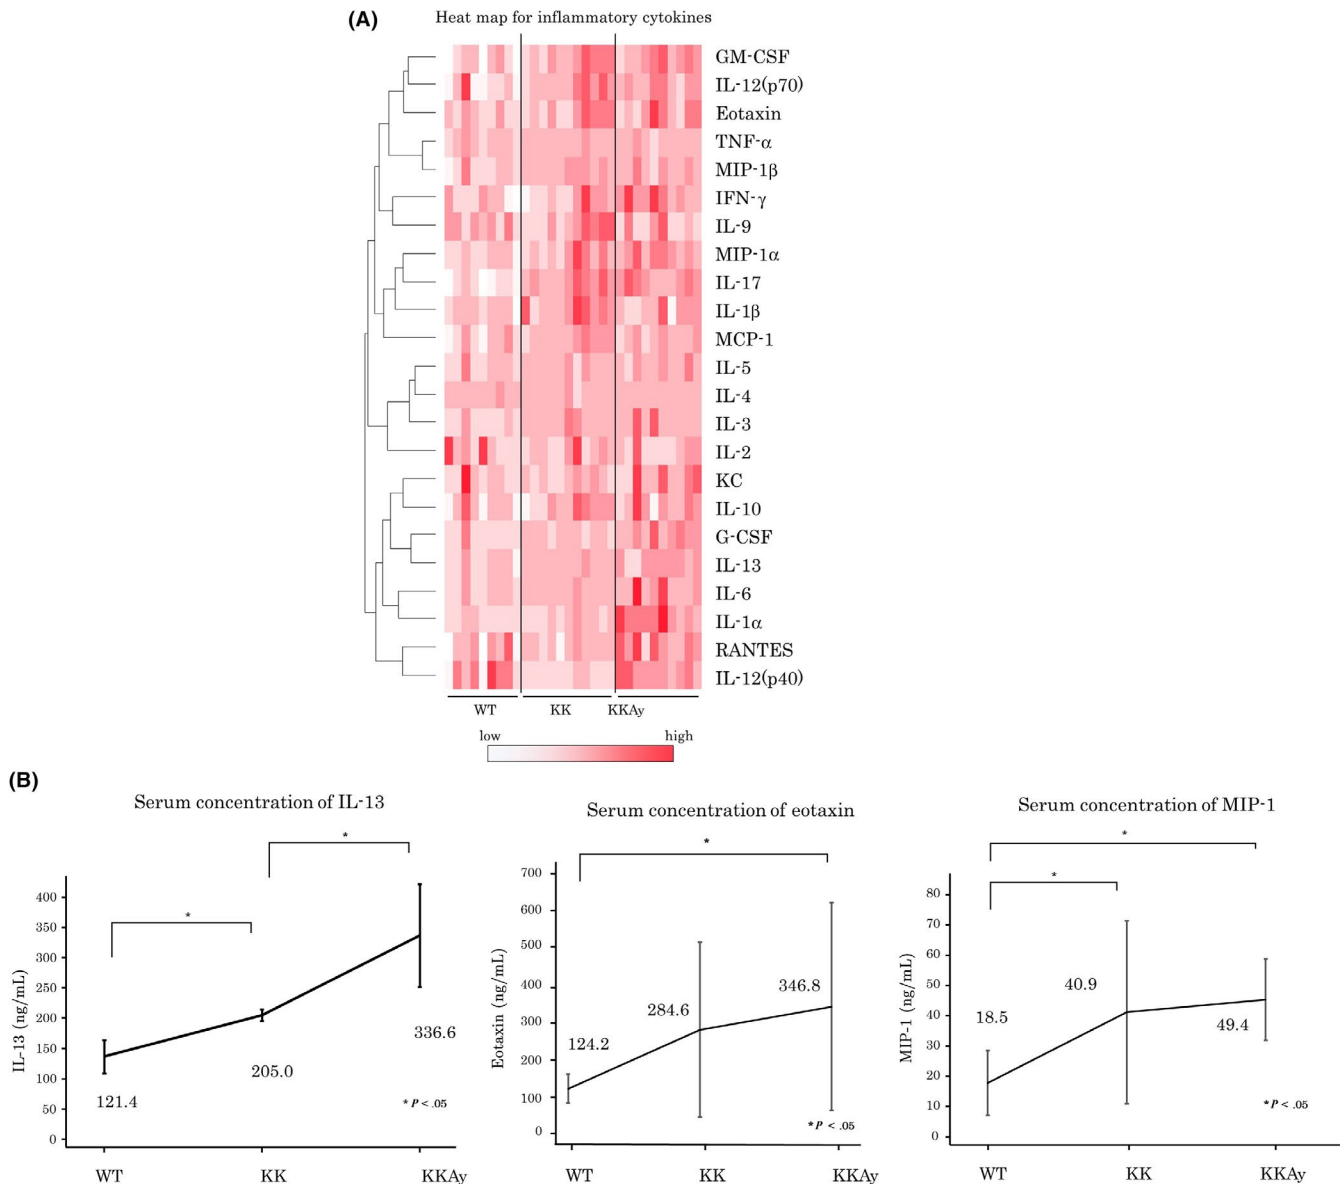 (A)
Heat map for inflammatory cytokines
GM-CSF
IL-12(p70)
Eotaxin
TNF-α
MIP-1β
IFN-γ
IL-9
MIP-1α
IL-17
IL-1β
MCP-1
IL-5
IL-4
IL-3
IL-2
KC
IL-10
G-CSF
IL-13
IL-6
IL-1α
RANTES
IL-12(p40)
WT KK KKAy
low high
(B)
Serum concentration of IL-13
*
*
IL-13 (ng/mL)
400
350
300
250
200
150
100
50
0
121.4
205.0
336.6
* P < .05
WT KK KKAy
Serum concentration of eotaxin
*
Eotaxin (ng/mL)
700
600
500
400
300
200
100
0
124.2
284.6
346.8
* P < .05
WT KK KKAy
Serum concentration of MIP-1
*
*
MIP-1 (ng/mL)
80
70
60
50
40
30
20
10
0
18.5
40.9
49.4
* P < .05
WT KK KKAy